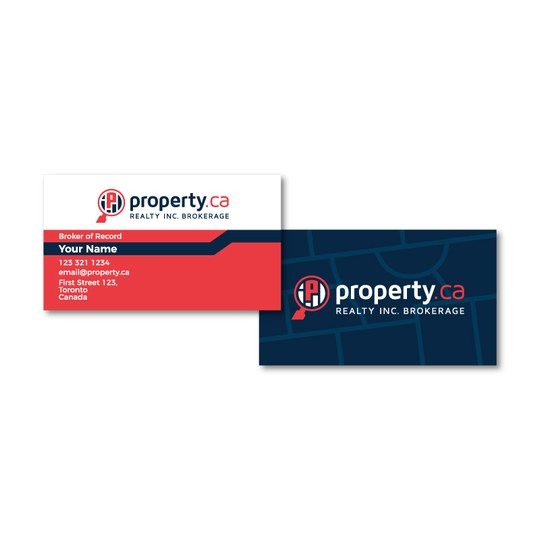 property.ca
REALTY INC. BROKERAGE
Broker of Record
Your Name
123 321 1234
email@property.ca
First Street 123,
Toronto
Canada
property.ca
REALTY INC. BROKERAGE